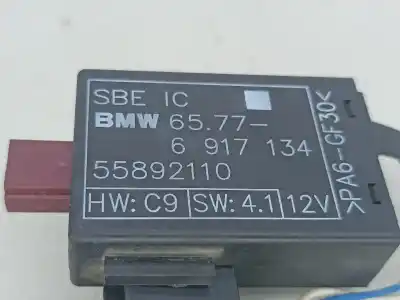 SBE IC
BMW 65.77-
6 917 134
55892110
HW: C9 SW: 4.1 12V
>PA6-GF30<